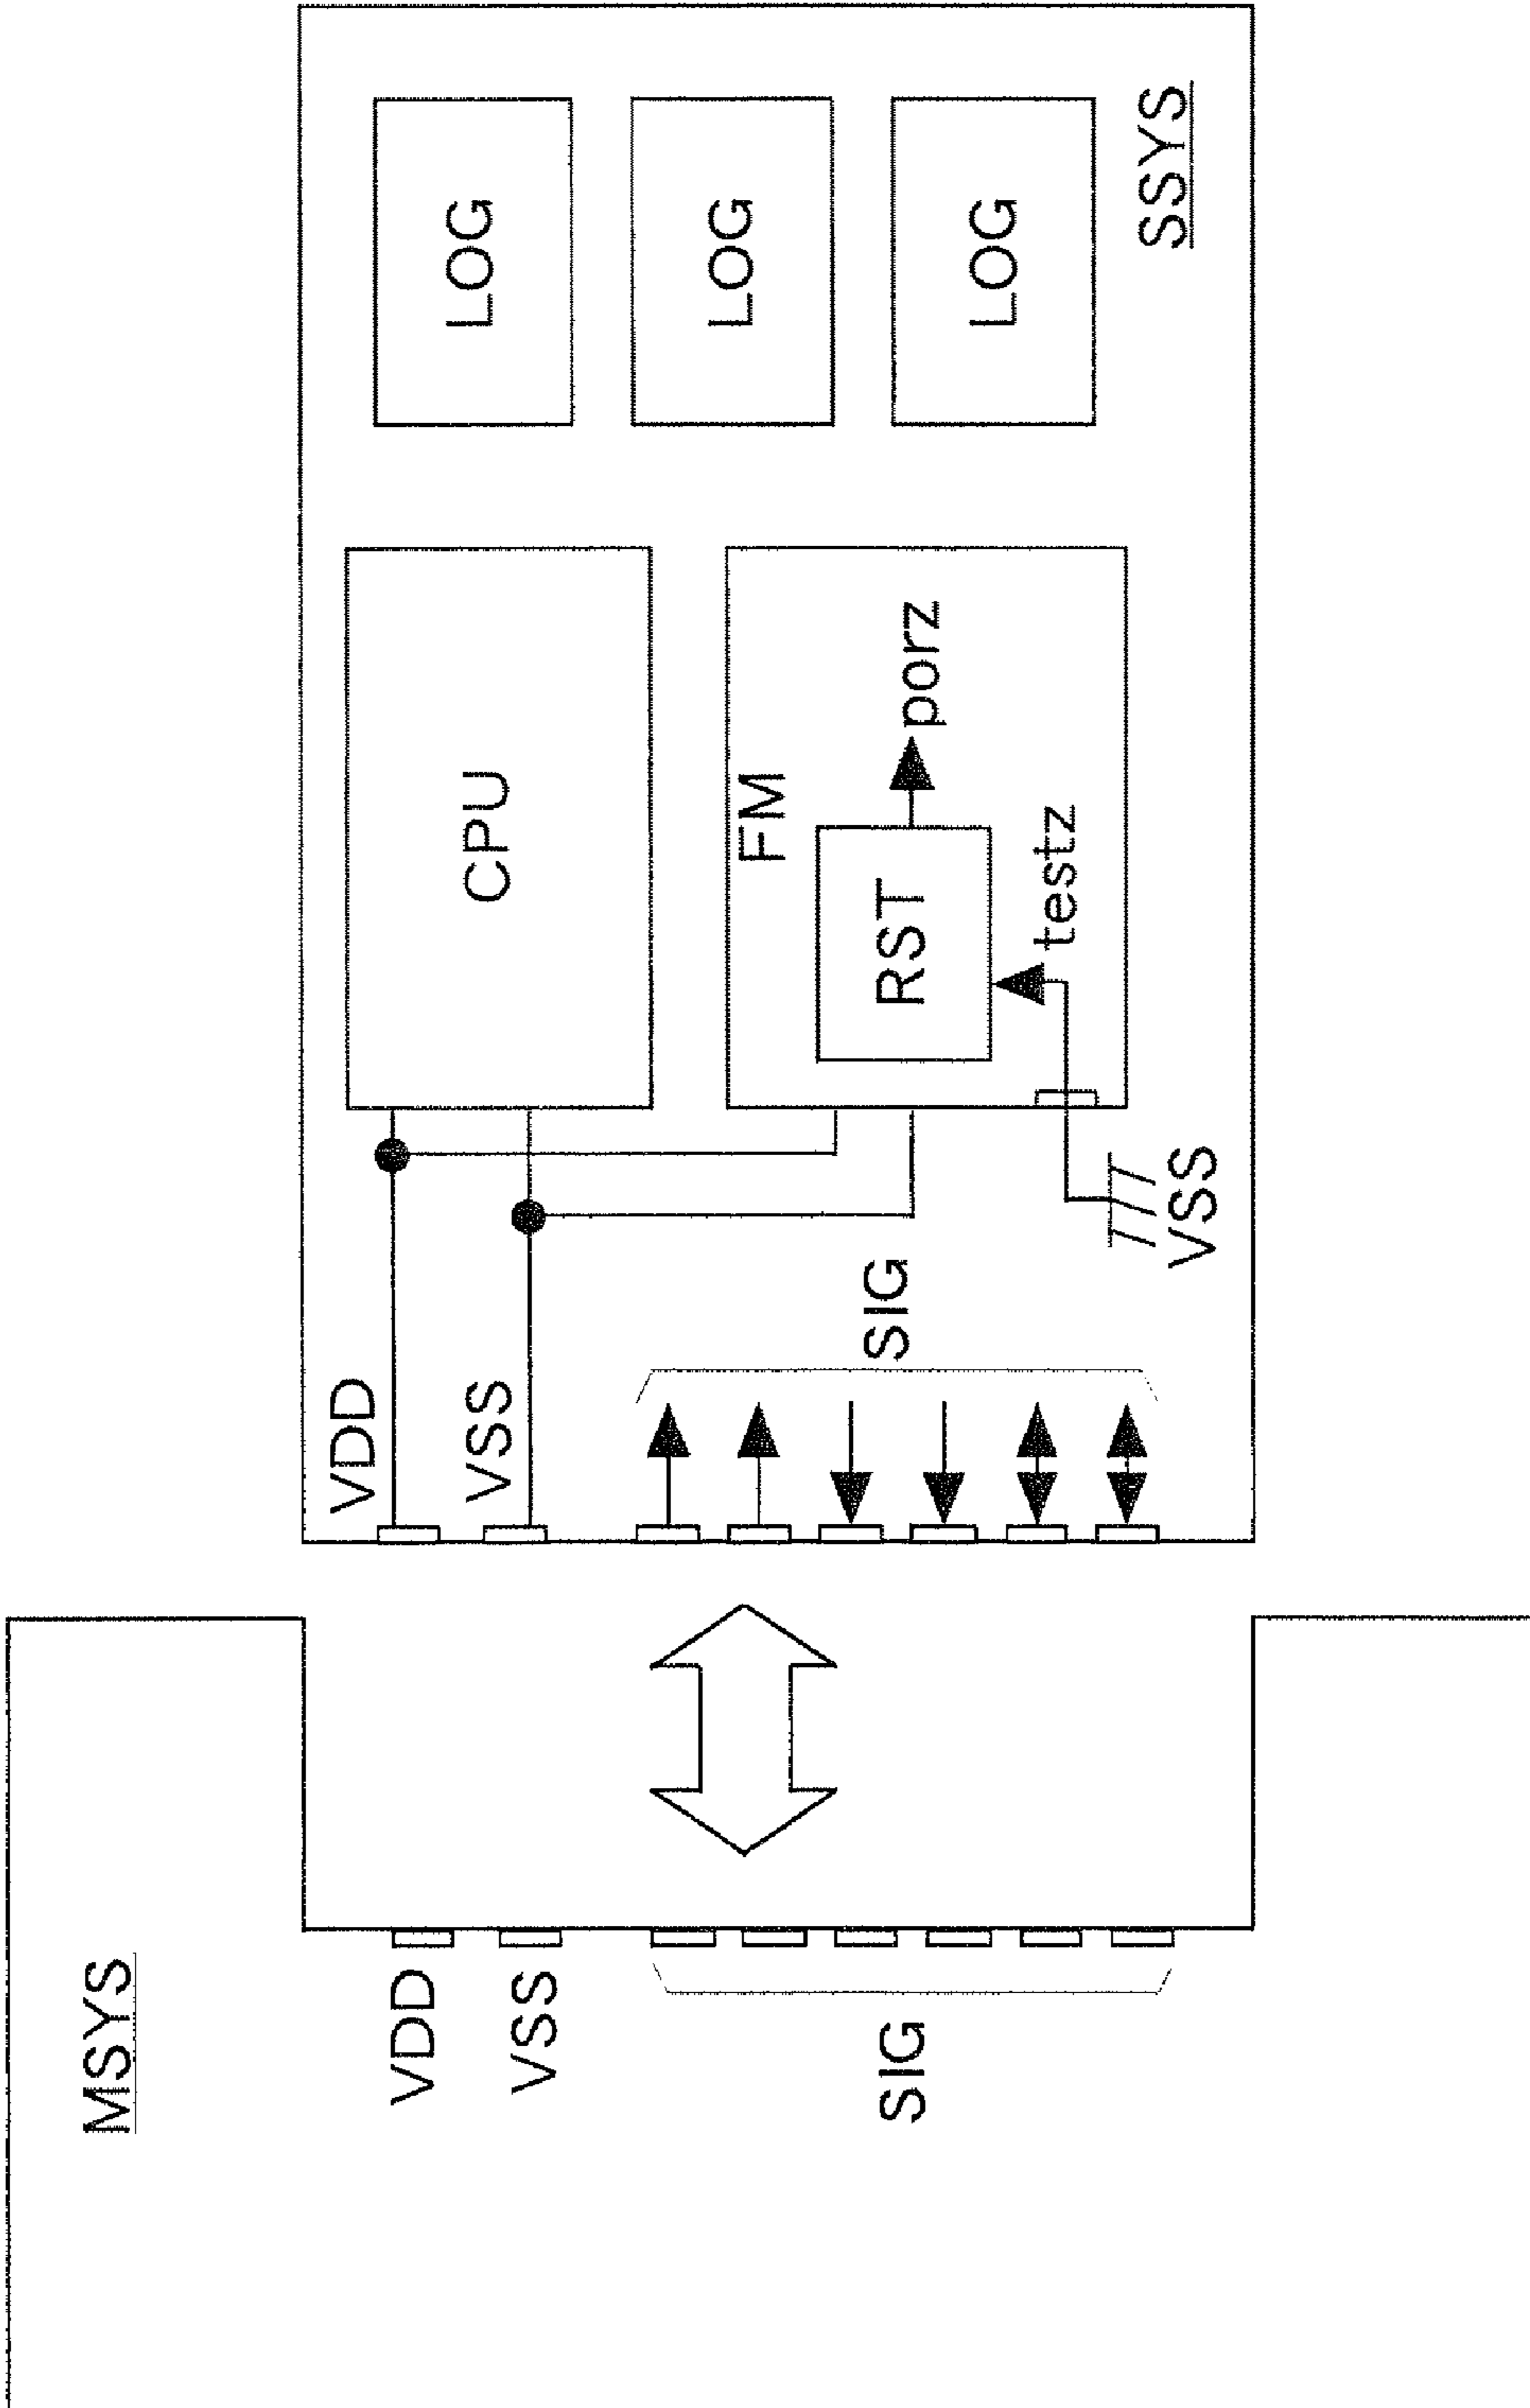 MSYS
VDD
VSS
SIG
VDD
VSS
SIG
VSS
CPU
FM
RST
porz
testz
LOG
LOG
LOG
SSYS